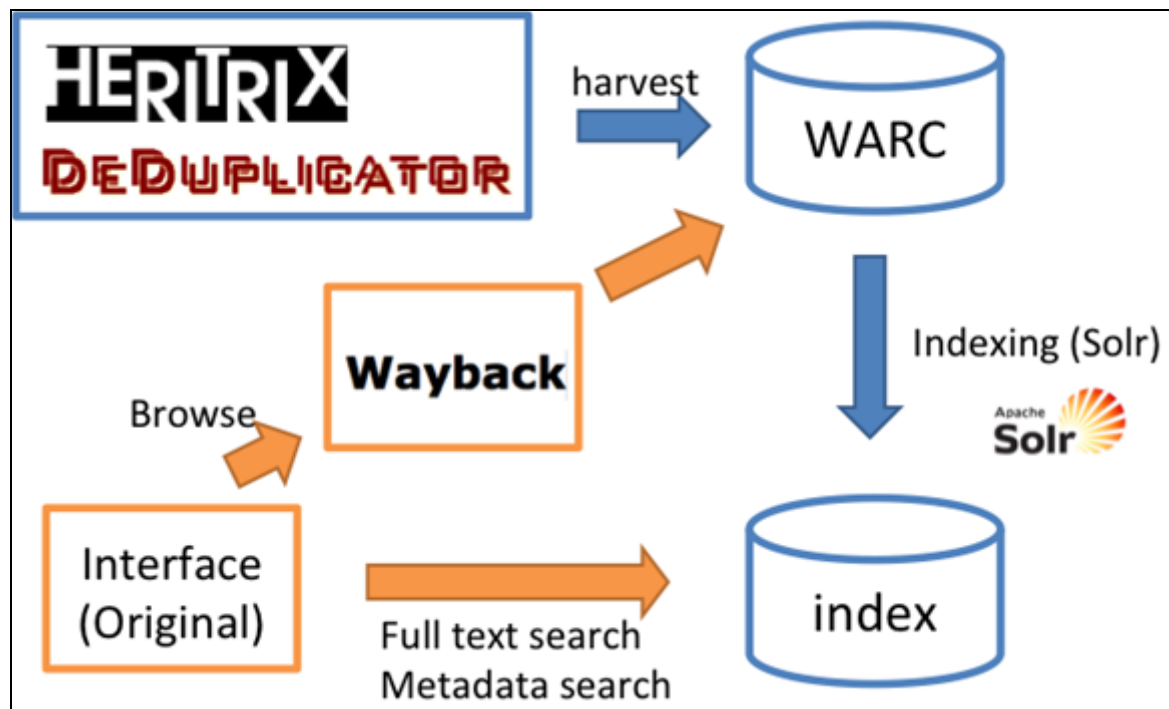 HERITRIX
DEDUPLICATOR
harvest
WARC
Wayback
Indexing (Solr)
Apache
Solr
Browse
Interface
(Original)
Full text search
Metadata search
index